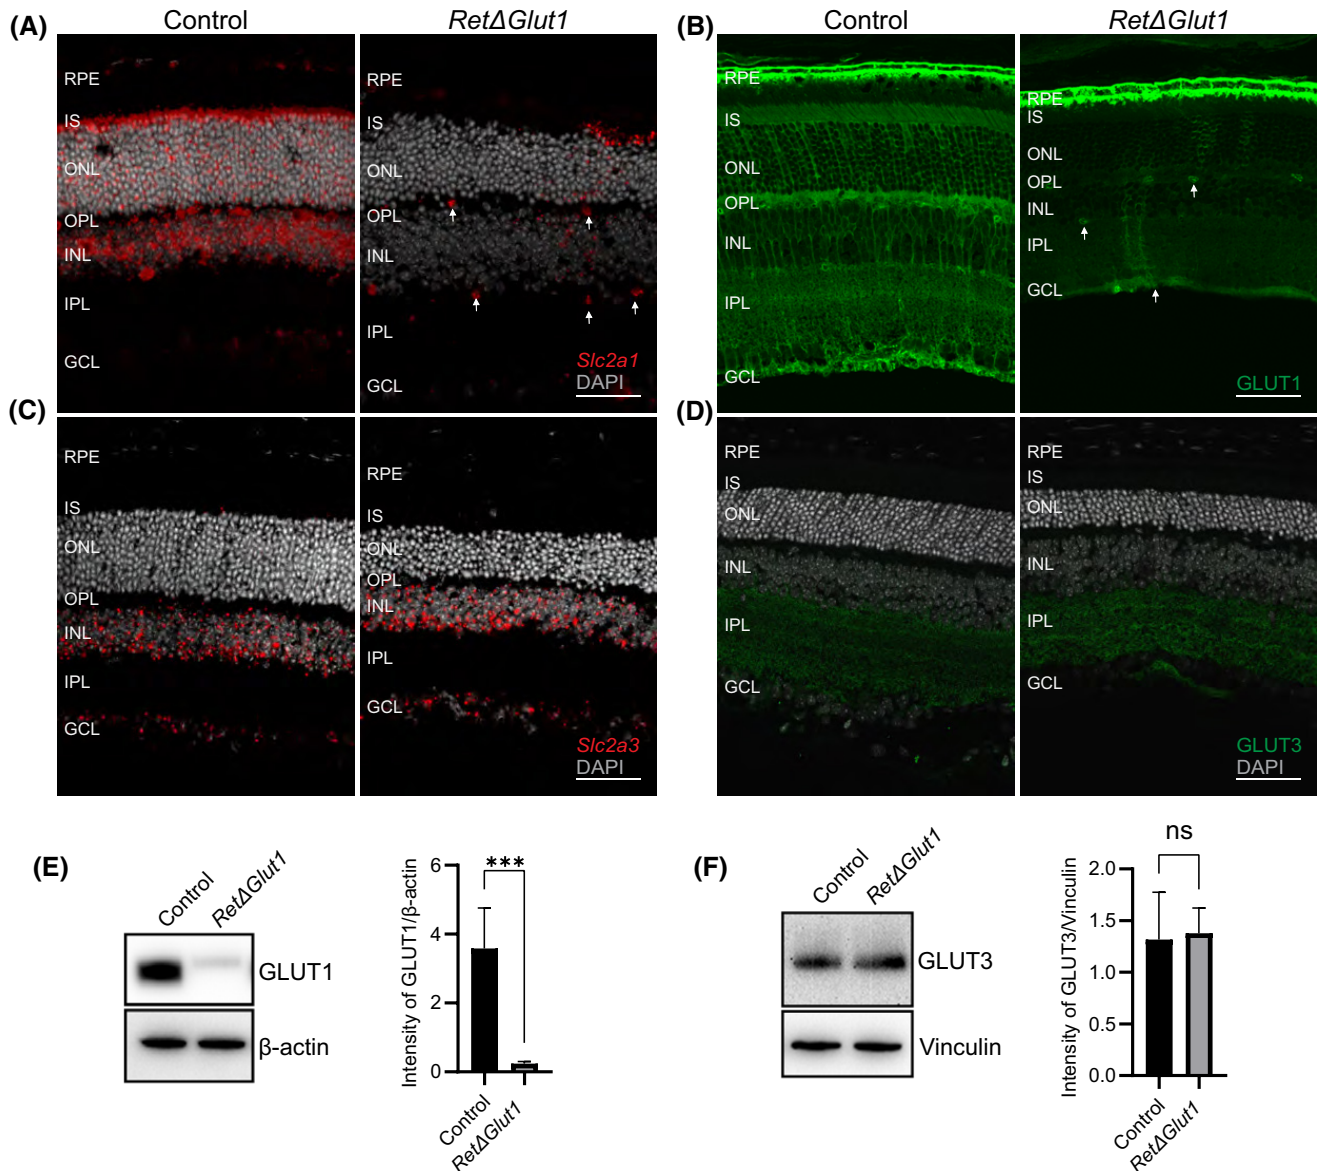 (A)
Control
RetΔGlut1
RPE
IS
ONL
OPL
INL
IPL
GCL
RPE
IS
ONL
OPL
INL
IPL
GCL
Slc2a1
DAPI
(B)
Control
RetΔGlut1
RPE
IS
ONL
OPL
INL
IPL
GCL
RPE
IS
ONL
OPL
INL
IPL
GCL
GLUT1
(C)
RPE
IS
ONL
OPL
INL
IPL
GCL
RPE
IS
ONL
OPL
INL
IPL
GCL
Slc2a3
DAPI
(D)
RPE
IS
ONL
INL
IPL
GCL
RPE
IS
ONL
INL
IPL
GCL
GLUT3
DAPI
(E)
Control
RetΔGlut1
GLUT1
β-actin
Intensity of GLUT1/β-actin
6
4
2
0
***
Control
RetΔGlut1
(F)
Control
RetΔGlut1
GLUT3
Vinculin
Intensity of GLUT3/Vinculin
2.0
1.5
1.0
0.5
0.0
ns
Control
RetΔGlut1